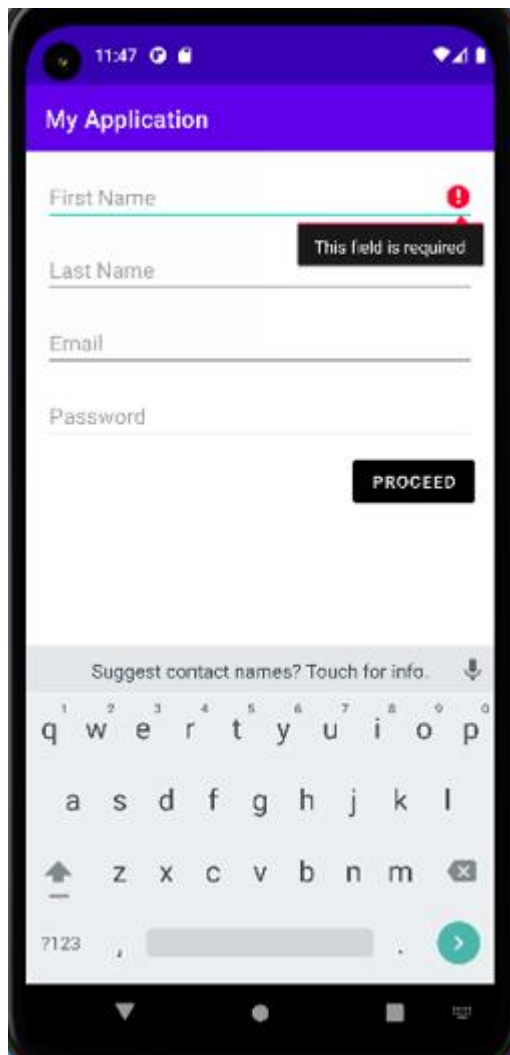 11:47
My Application
First Name
This field is required
Last Name
Email
Password
PROCEED
Suggest contact names? Touch for info.
1 2 3 4 5 6 7 8 9 0
q w e r t y u i o p
a s d f g h j k l
z x c v b n m
?123 , .